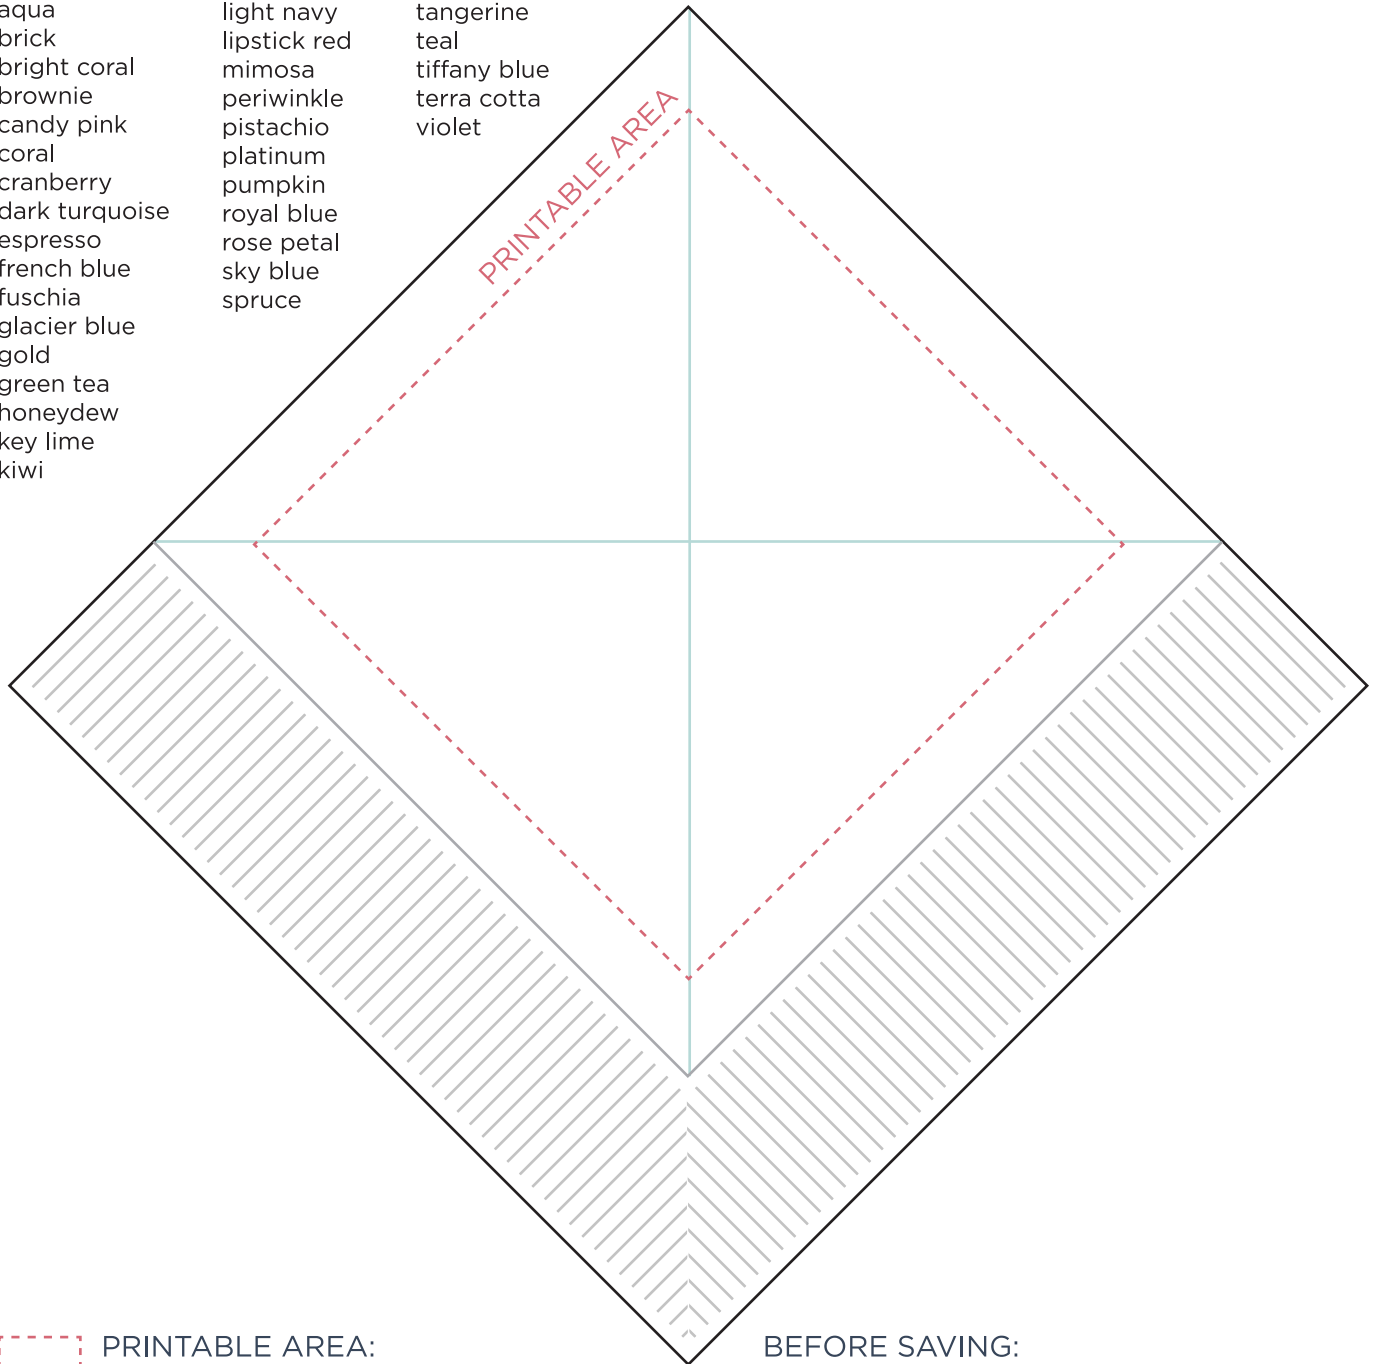 aqua
brick
bright coral
brownie
candy pink
coral
cranberry
dark turquoise
espresso
french blue
fuschia
glacier blue
gold
green tea
honeydew
key lime
kiwi
light navy
lipstick red
mimosa
periwinkle
pistachio
platinum
pumpkin
royal blue
rose petal
sky blue
spruce
tangerine
teal
tiffany blue
terra cotta
violet
PRINTABLE AREA
PRINTABLE AREA:
BEFORE SAVING: